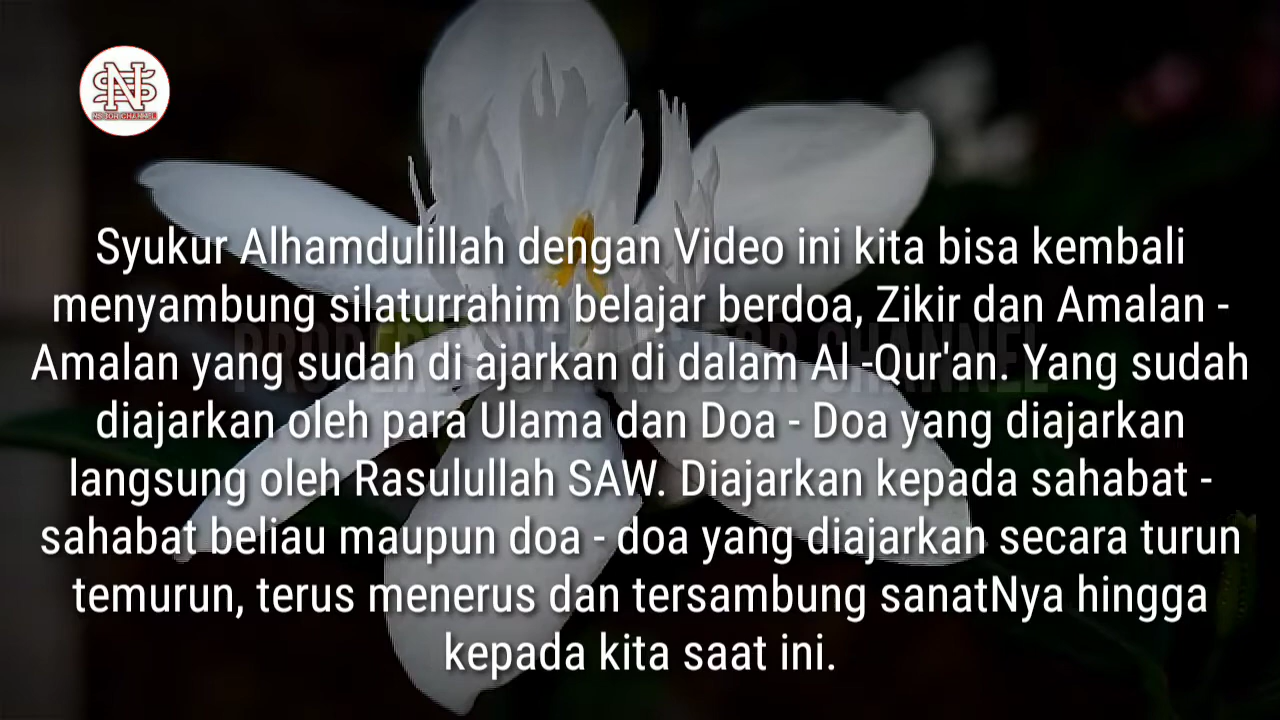 Syukur Alhamdulillah dengan Video ini kita bisa kembali
menyambung silaturrahim belajar berdoa, Zikir dan Amalan -
Amalan yang sudah di ajarkan di dalam Al -Qur'an. Yang sudah
diajarkan oleh para Ulama dan Doa - Doa yang diajarkan
langsung oleh Rasulullah SAW. Diajarkan kepada sahabat -
sahabat beliau maupun doa - doa yang diajarkan secara turun
temurun, terus menerus dan tersambung sanatNya hingga
kepada kita saat ini.